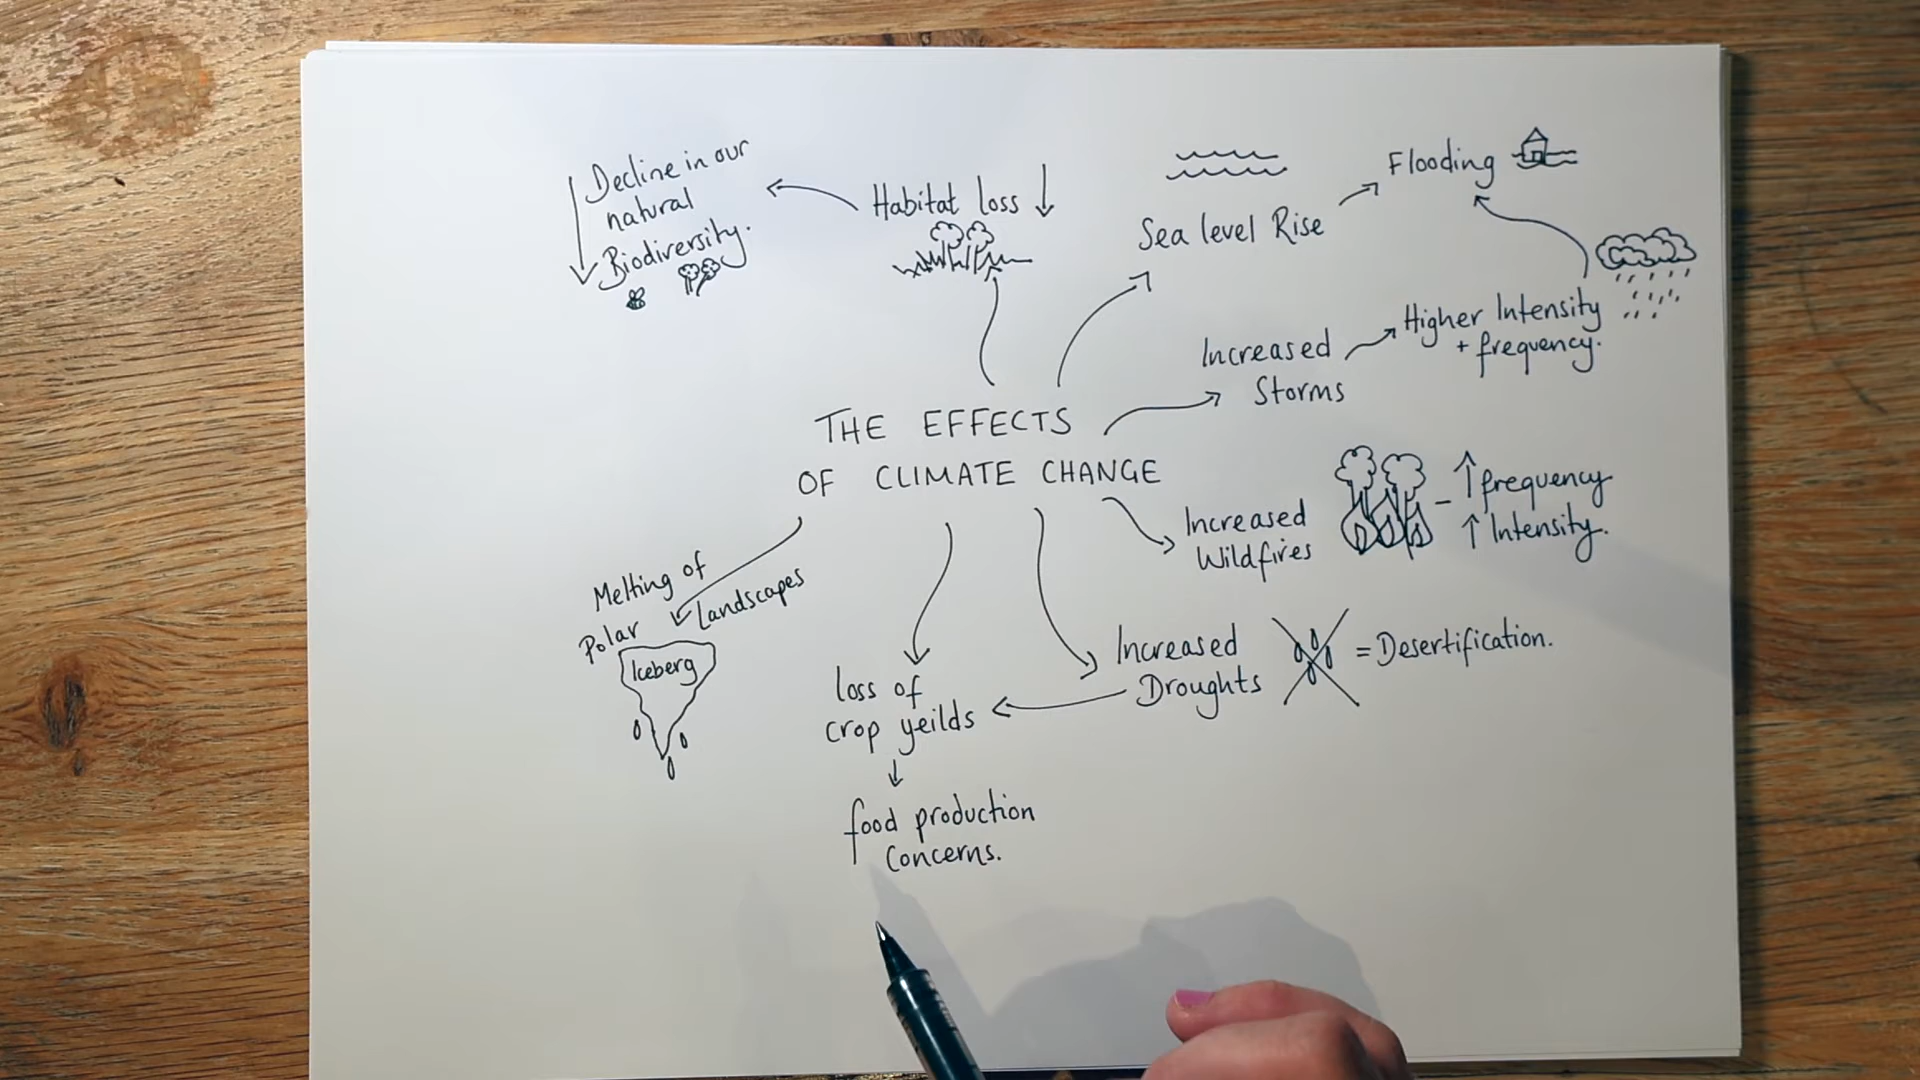 THE EFFECTS
OF CLIMATE CHANGE
Decline in our
natural
Biodiversity.
Habitat loss
Sea level Rise
Flooding
Increased
Storms
Higher Intensity
+ frequency.
Increased
Wildfires
- ↑ frequency
↑ Intensity.
Increased
Droughts
= Desertification.
loss of
crop yeilds
food production
Concerns.
Melting of
Polar Landscapes
Iceberg